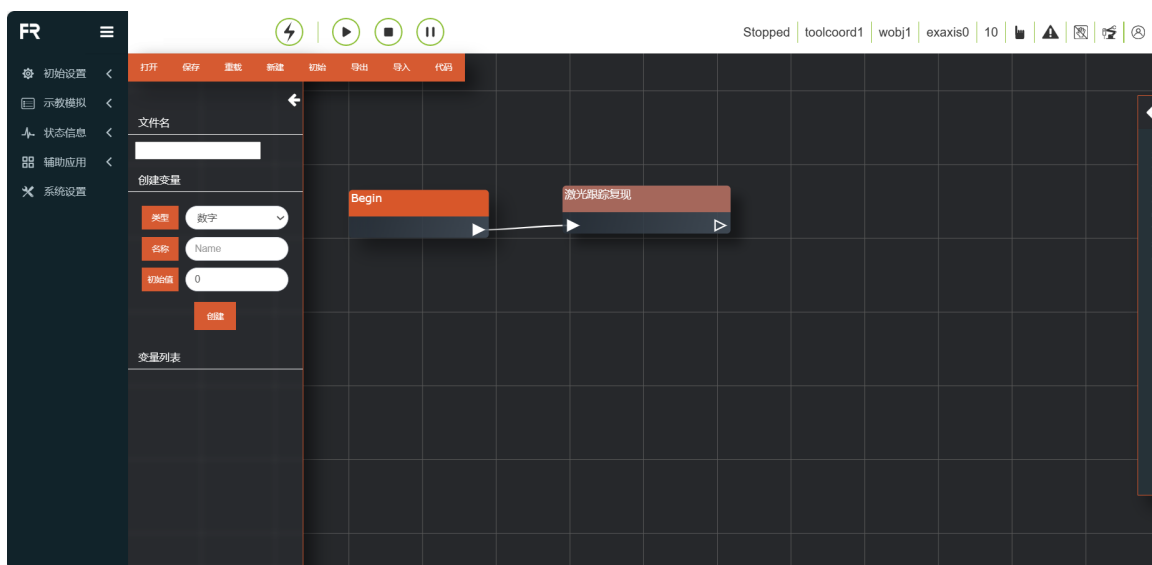 FR
Stopped toolcoord1 wobj1 exaxis0 10
初始设置
示教模拟
状态信息
辅助应用
系统设置
打开 保存 重载 新建 初始 导出 导入 代码
文件名
创建变量
类型 数字
名称 Name
初始值 0
创建
变量列表
Begin
激光跟踪复现